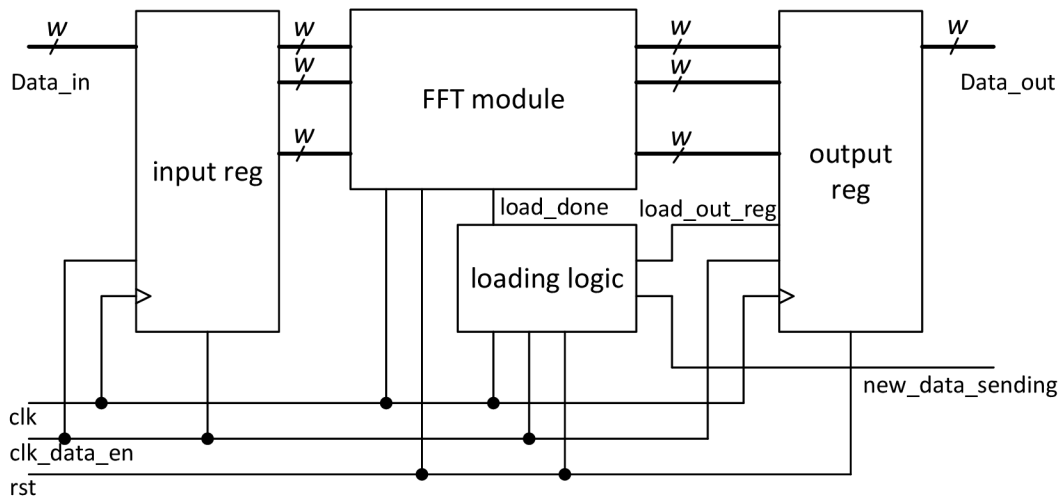 w
w
w
w
Data_in
w
w
Data_out
FFT module
w
w
input reg
output
reg
load_done
load_out_reg
loading logic
new_data_sending
clk
clk_data_en
rst